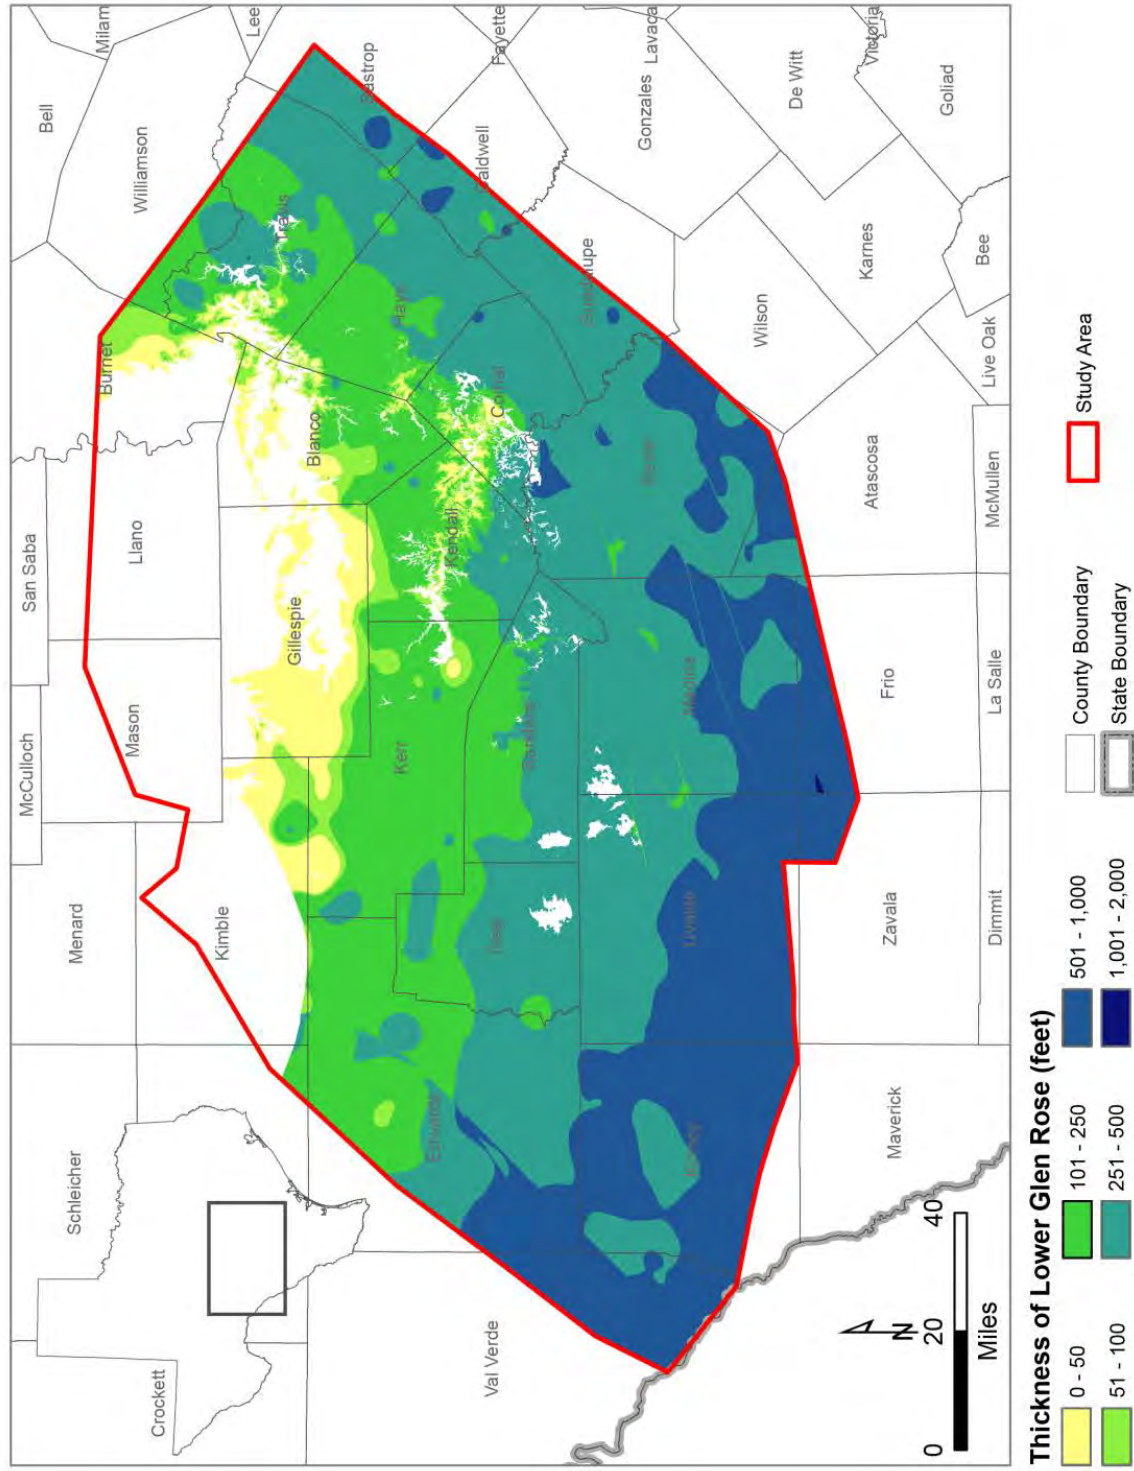 Crockett
Schleicher
Menard
McCulloch
San Saba
Mason
Llano
Burnet
Bell
Milam
Williamson
Lee
Kimble
Gillespie
Blanco
Travis
Bastrop
Fayette
Val Verde
Edwards
Kerr
Kendall
Hays
Caldwell
Real
Bandera
Comal
Guadalupe
Gonzales
Lavaca
Kinney
Uvalde
Medina
Bexar
Wilson
De Witt
Victoria
Maverick
Zavala
Frio
Atascosa
Karnes
Goliad
Dimmit
La Salle
McMullen
Live Oak
Bee
N
0 20 40
Miles
Thickness of Lower Glen Rose (feet)
0 - 50 101 - 250 501 - 1,000 County Boundary Study Area
51 - 100 251 - 500 1,001 - 2,000 State Boundary